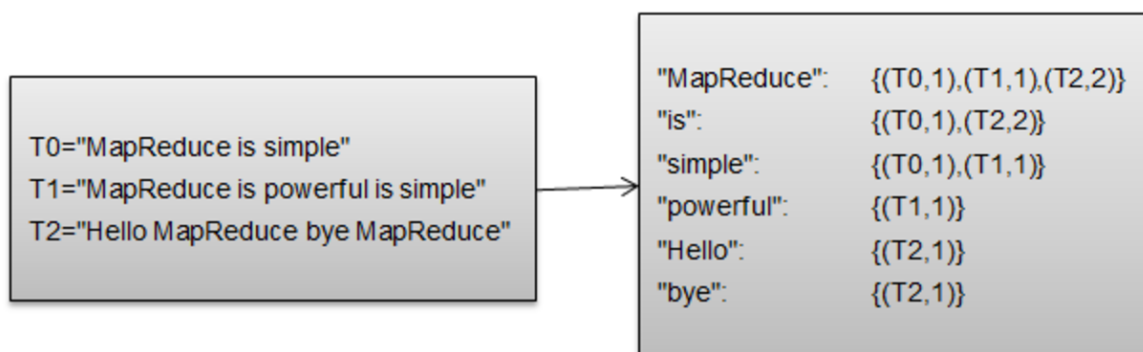 T0="MapReduce is simple"
T1="MapReduce is powerful is simple"
T2="Hello MapReduce bye MapReduce"
"MapReduce": {(T0,1),(T1,1),(T2,2)}
"is": {(T0,1),(T2,2)}
"simple": {(T0,1),(T1,1)}
"powerful": {(T1,1)}
"Hello": {(T2,1)}
"bye": {(T2,1)}